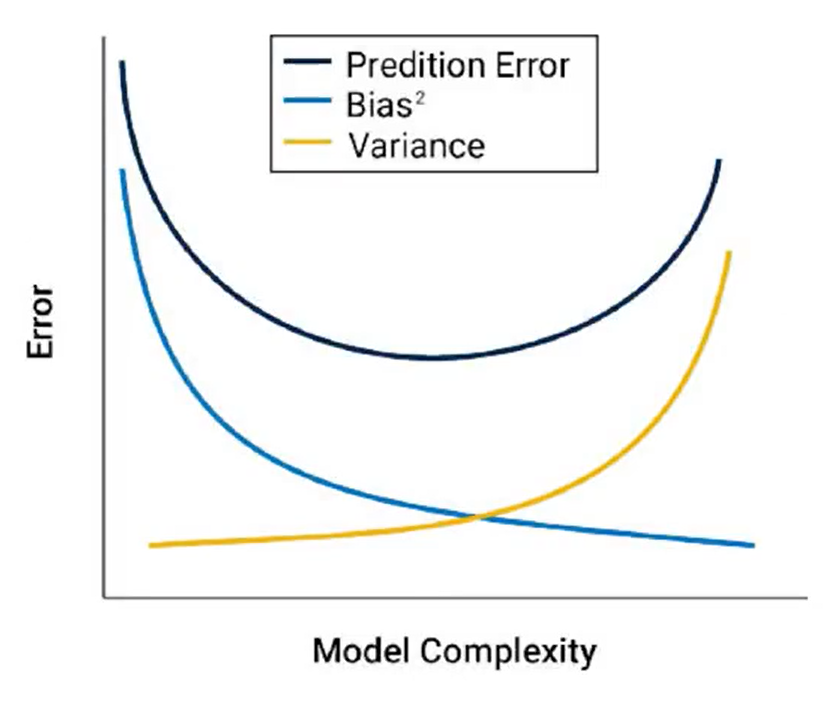 Predition Error
Bias²
Variance
Error
Model Complexity